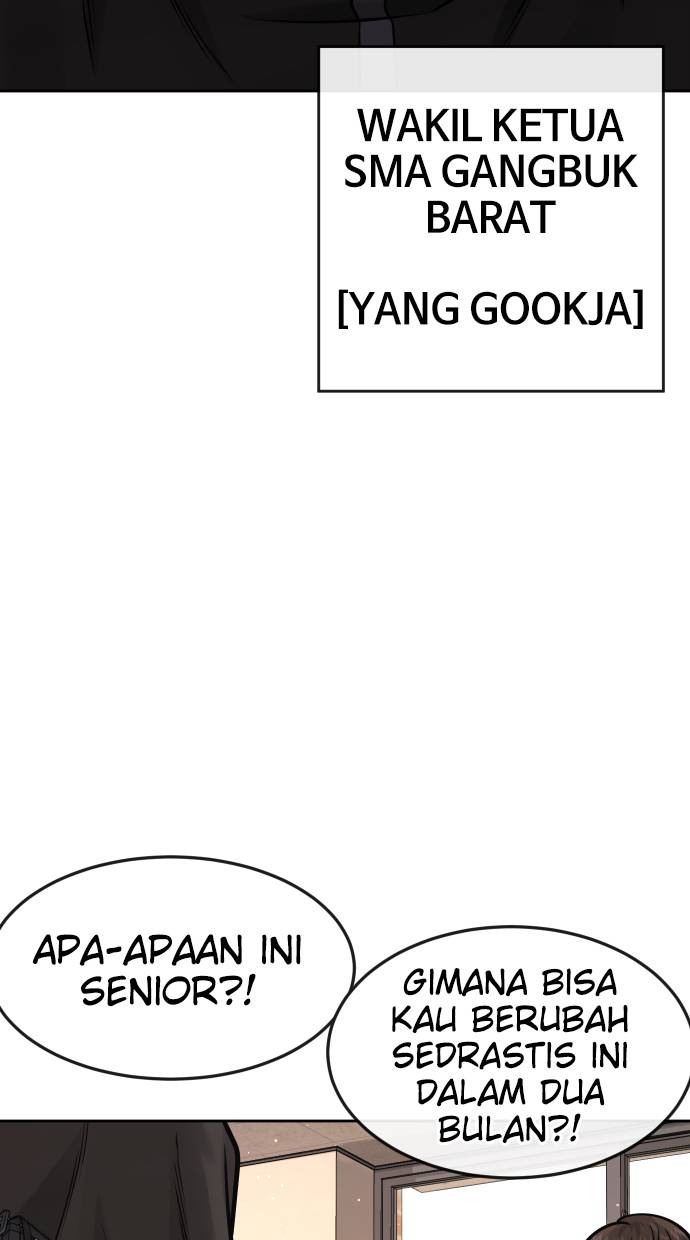 WAKIL KETUA
SMA GANGBUK
BARAT
[YANG GOOKJA]
APA-APAAN INI
SENIOR?!
GIMANA BISA
KAU BERUBAH
SEDRASTIS INI
DALAM DUA
BULAN?!